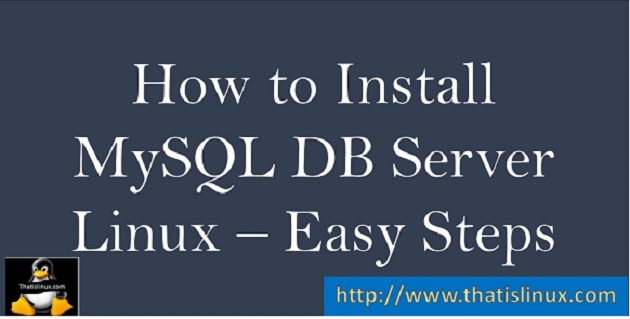 How to Install
MySQL DB Server
Linux – Easy Steps
Thatislinux.com
http://www.thatislinux.com